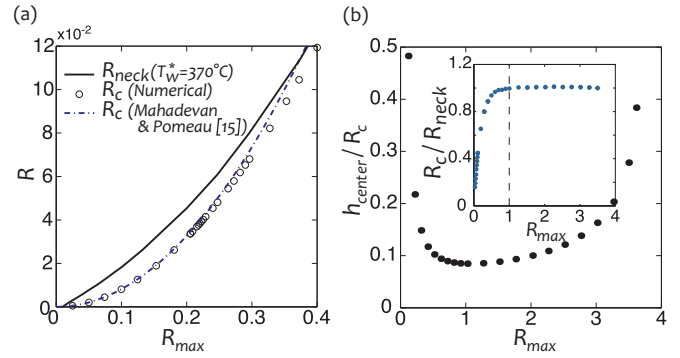 (a)
12 x 10⁻²
10
8
6
4
2
0
R
0
0.1
0.2
0.3
0.4
R_max
R_neck (T*_w=370°C)
R_c (Numerical)
R_c (Mahadevan
& Pomeau [15])
(b)
0.5
0.4
0.3
0.2
0.1
0
h_center / R_c
0
1
2
3
4
R_max
1.2
0.8
0.4
0
R_c / R_neck
0
1
2
3
4
R_max